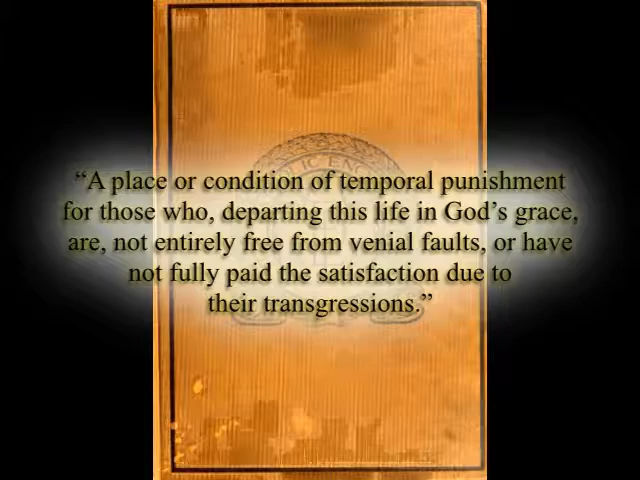 “A place or condition of temporal punishment
for those who, departing this life in God’s grace,
are, not entirely free from venial faults, or have
not fully paid the satisfaction due to
their transgressions.”